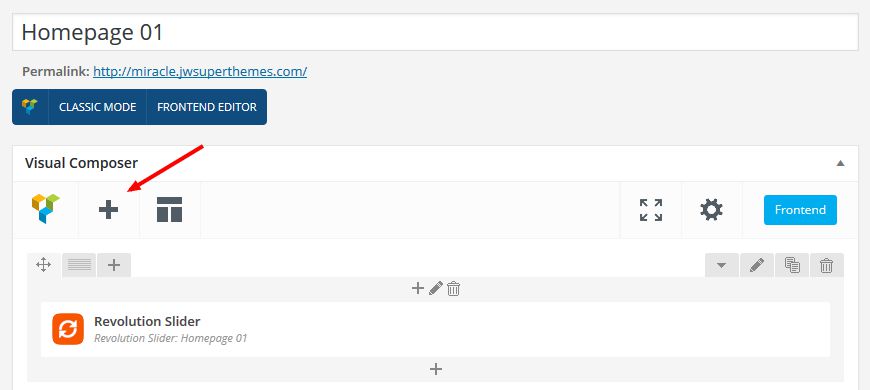 Homepage 01
Permalink: http://miracle.jwsuperthemes.com/
CLASSIC MODE FRONTEND EDITOR
Visual Composer
Frontend
Revolution Slider
Revolution Slider: Homepage 01